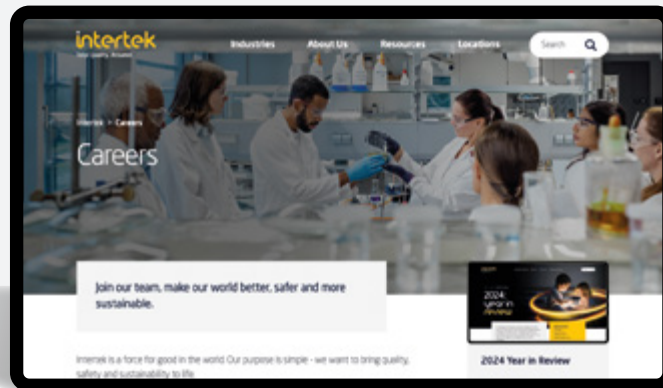 intertek
Total Quality. Assured.
Industries
About Us
Resources
Locations
Search
Intertek > Careers
Careers
Join our team, make our world better, safer and more
sustainable.
2024
year in
review
2024 Year in Review
Intertek is a force for good in the world. Our purpose is simple - we want to bring quality,
safety and sustainability to life